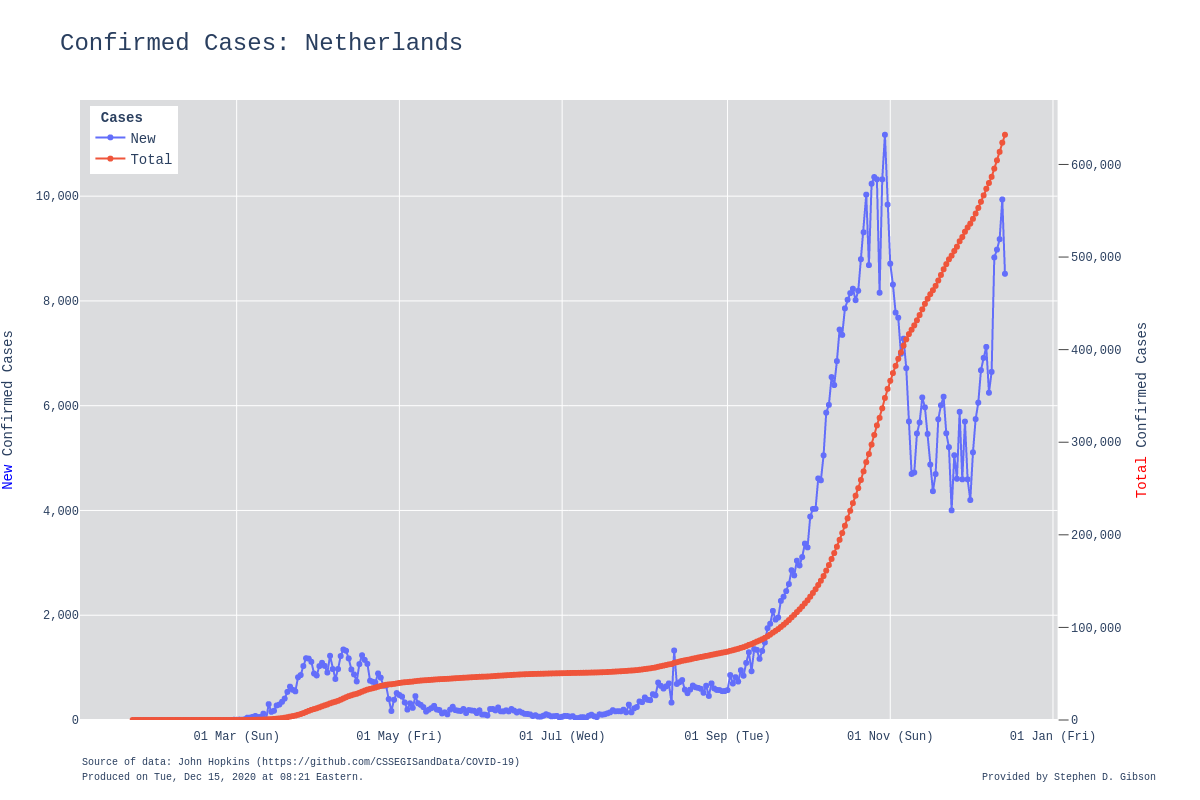 Confirmed Cases: Netherlands
Cases
New
Total
10,000
8,000
6,000
4,000
2,000
0
600,000
500,000
400,000
300,000
200,000
100,000
0
New Confirmed Cases
Total Confirmed Cases
01 Mar (Sun) 01 May (Fri) 01 Jul (Wed) 01 Sep (Tue) 01 Nov (Sun) 01 Jan (Fri)
Source of data: John Hopkins (https://github.com/CSSEGISandData/COVID-19)
Produced on Tue, Dec 15, 2020 at 08:21 Eastern.
Provided by Stephen D. Gibson